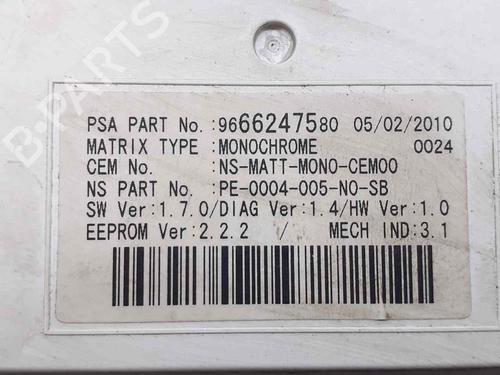 PSA PART No.:9666247580 05/02/2010
MATRIX TYPE :MONOCHROME 0024
CEM No. :NS-MATT-MONO-CEM00
NS PART No. :PE-0004-005-N0-SB
SW Ver:1.7.0/DIAG Ver:1.4/HW Ver:1.0
EEPROM Ver:2.2.2 / MECH IND:3.1
B-PARTS